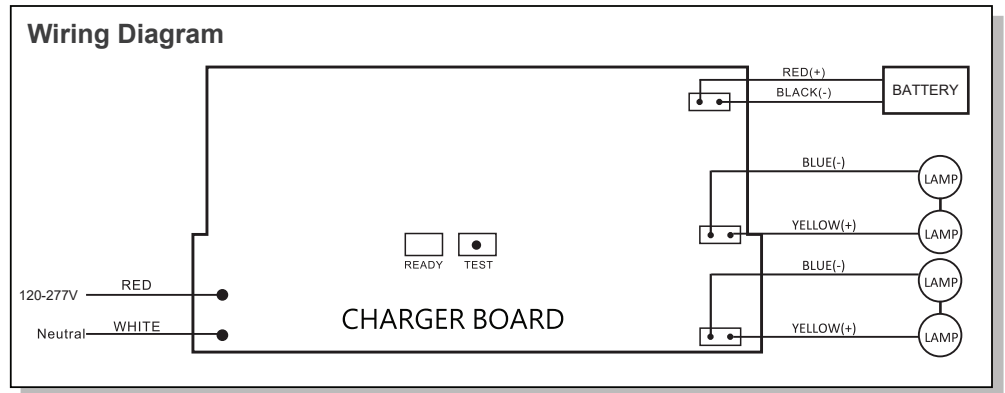 Wiring Diagram
RED(+)
BLACK(-)
BATTERY
BLUE(-)
LAMP
YELLOW(+)
LAMP
READY
TEST
BLUE(-)
LAMP
120-277V
RED
CHARGER BOARD
YELLOW(+)
LAMP
Neutral
WHITE